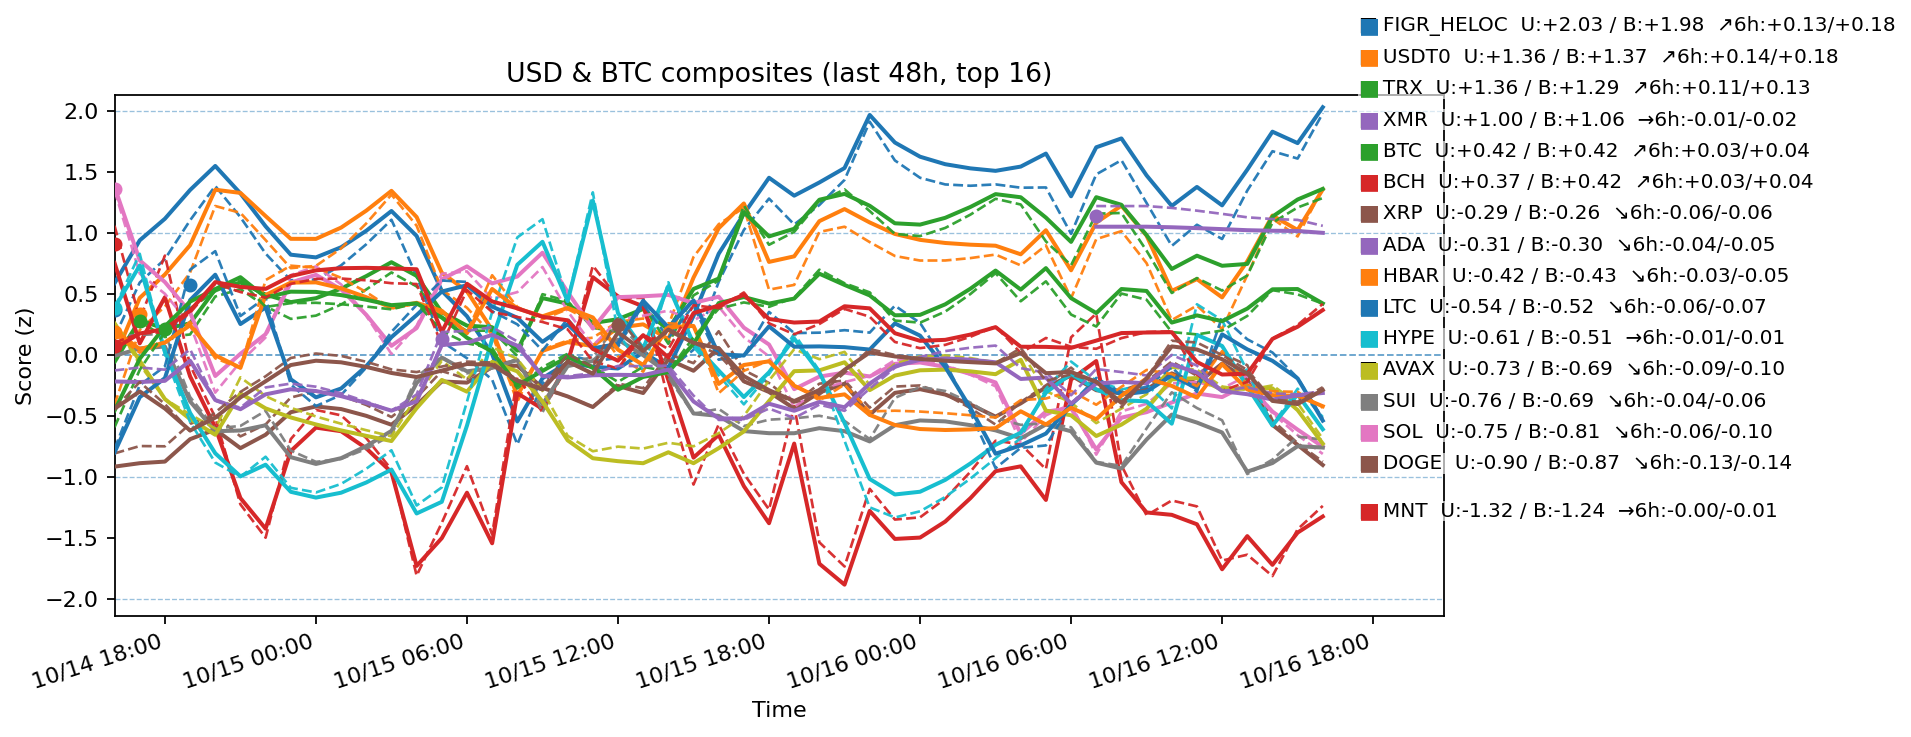 USD & BTC composites (last 48h, top 16)
FIGR_HELOC U:+2.03 / B:+1.98 ↗6h:+0.13/+0.18
USDT0 U:+1.36 / B:+1.37 ↗6h:+0.14/+0.18
TRX U:+1.36 / B:+1.29 ↗6h:+0.11/+0.13
XMR U:+1.00 / B:+1.06 →6h:-0.01/-0.02
BTC U:+0.42 / B:+0.42 ↗6h:+0.03/+0.04
BCH U:+0.37 / B:+0.42 ↗6h:+0.03/+0.04
XRP U:-0.29 / B:-0.26 ↘6h:-0.06/-0.06
ADA U:-0.31 / B:-0.30 ↘6h:-0.04/-0.05
HBAR U:-0.42 / B:-0.43 ↘6h:-0.03/-0.05
LTC U:-0.54 / B:-0.52 ↘6h:-0.06/-0.07
HYPE U:-0.61 / B:-0.51 →6h:-0.01/-0.01
AVAX U:-0.73 / B:-0.69 ↘6h:-0.09/-0.10
SUI U:-0.76 / B:-0.69 ↘6h:-0.04/-0.06
SOL U:-0.75 / B:-0.81 ↘6h:-0.06/-0.10
DOGE U:-0.90 / B:-0.87 ↘6h:-0.13/-0.14
MNT U:-1.32 / B:-1.24 →6h:-0.00/-0.01
Score (z)
2.0
1.5
1.0
0.5
0.0
−0.5
−1.0
−1.5
−2.0
10/14 18:00
10/15 00:00
10/15 06:00
10/15 12:00
10/15 18:00
10/16 00:00
10/16 06:00
10/16 12:00
10/16 18:00
Time